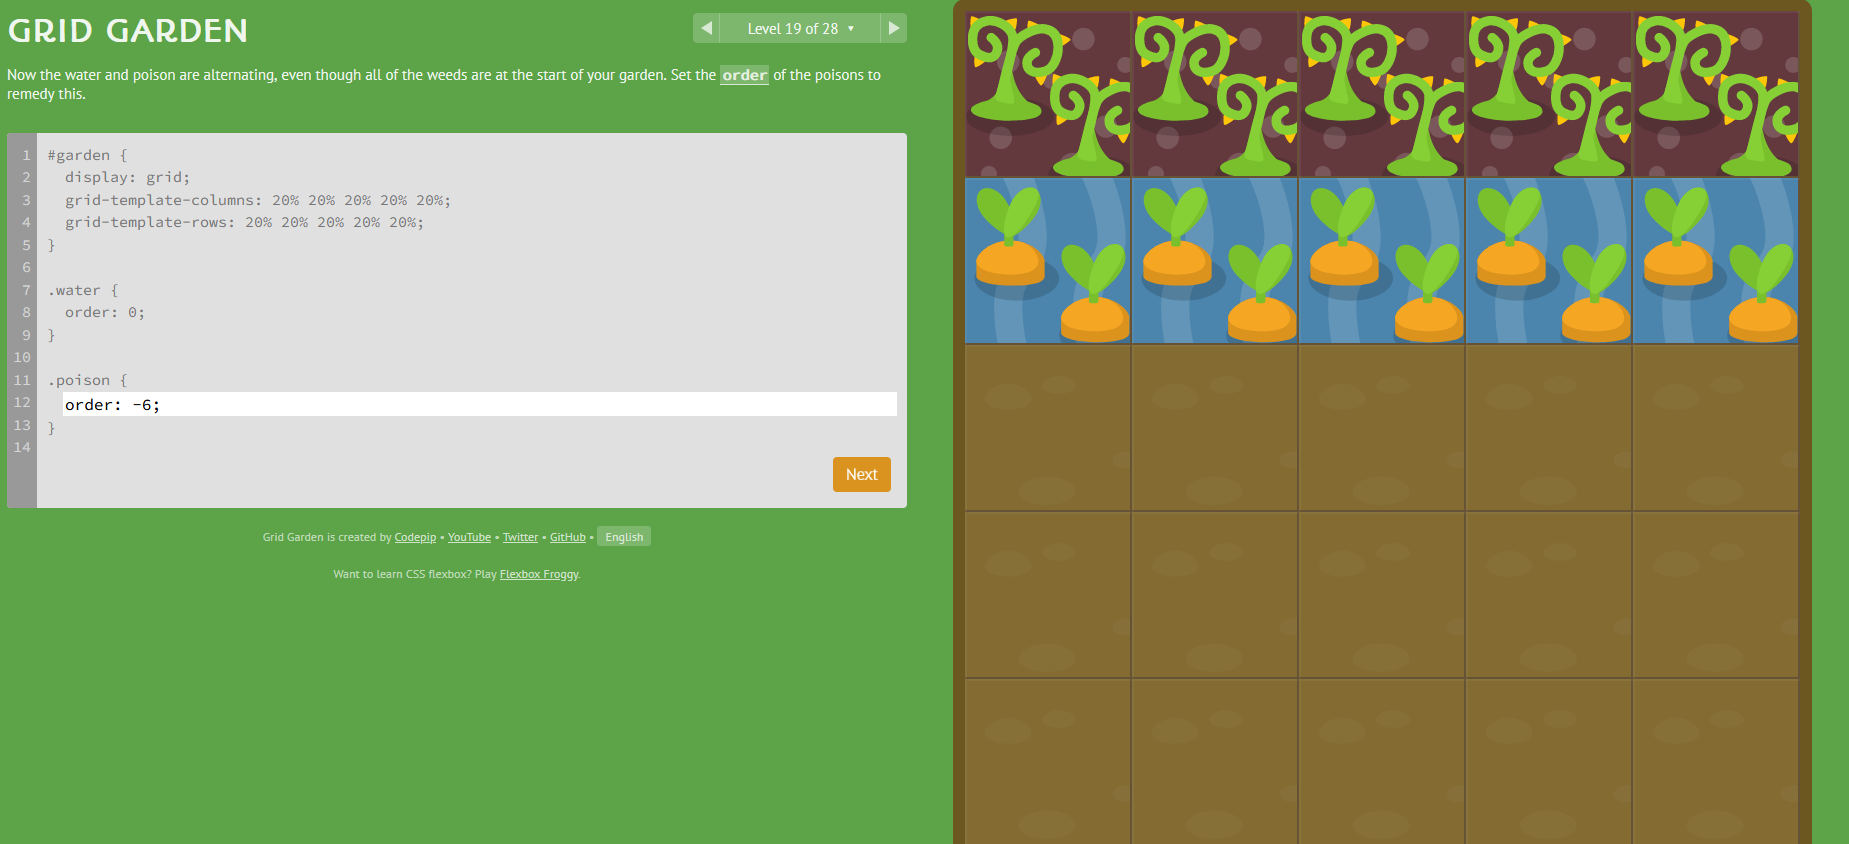 GRID GARDEN
◀ Level 19 of 28 ▼ ▶
Now the water and poison are alternating, even though all of the weeds are at the start of your garden. Set the order of the poisons to
remedy this.
1 #garden {
2 display: grid;
3 grid-template-columns: 20% 20% 20% 20% 20%;
4 grid-template-rows: 20% 20% 20% 20% 20%;
5 }
6
7 .water {
8 order: 0;
9 }
10
11 .poison {
12 order: -6;
13 }
14
Next
Grid Garden is created by Codepip • YouTube • Twitter • GitHub • English
Want to learn CSS flexbox? Play Flexbox Froggy.